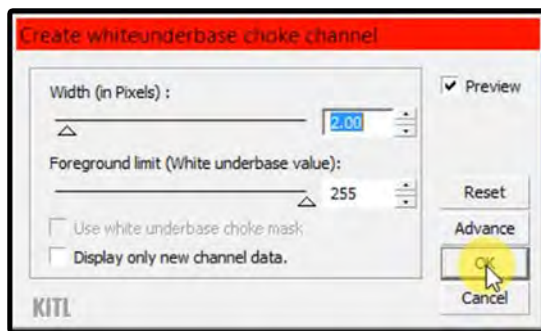 Create whiteunderbase choke channel
Width (in Pixels) :
2.00
Preview
Foreground limit (White underbase value):
255
Reset
Use white underbase choke mask
Advance
Display only new channel data.
OK
KITL
Cancel